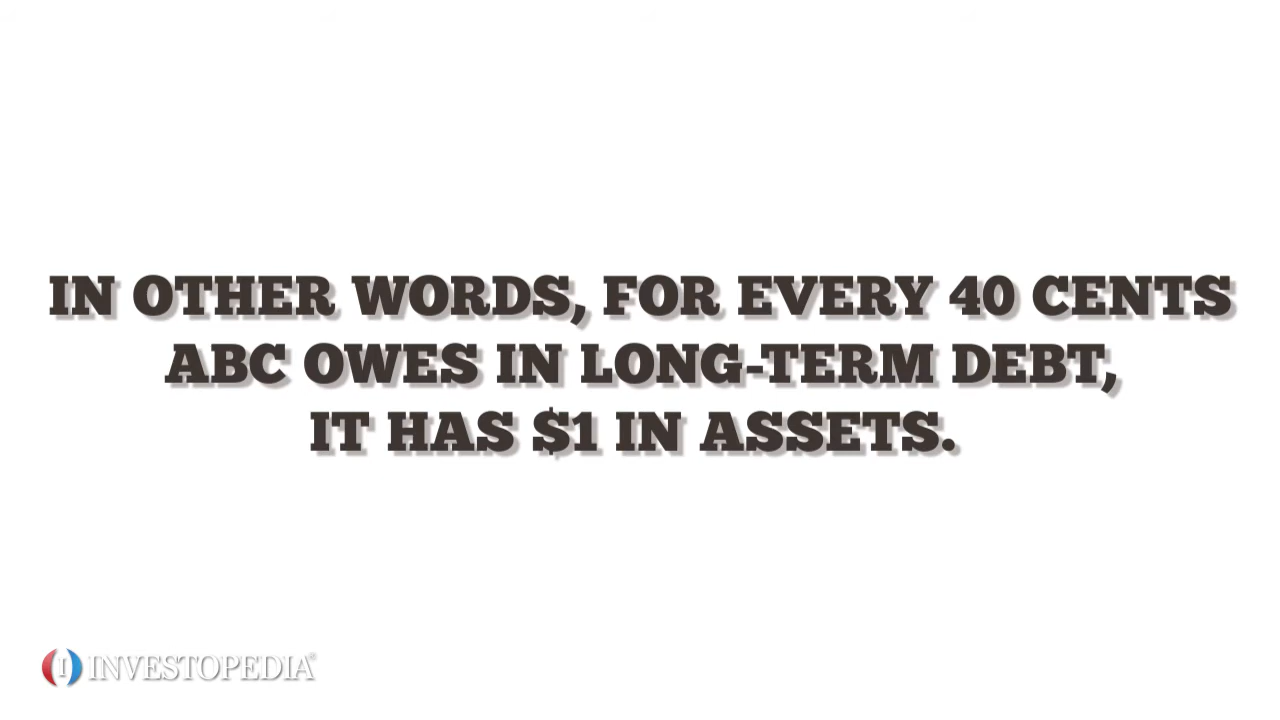 IN OTHER WORDS, FOR EVERY 40 CENTS
ABC OWES IN LONG-TERM DEBT,
IT HAS $1 IN ASSETS.
I INVESTOPEDIA®